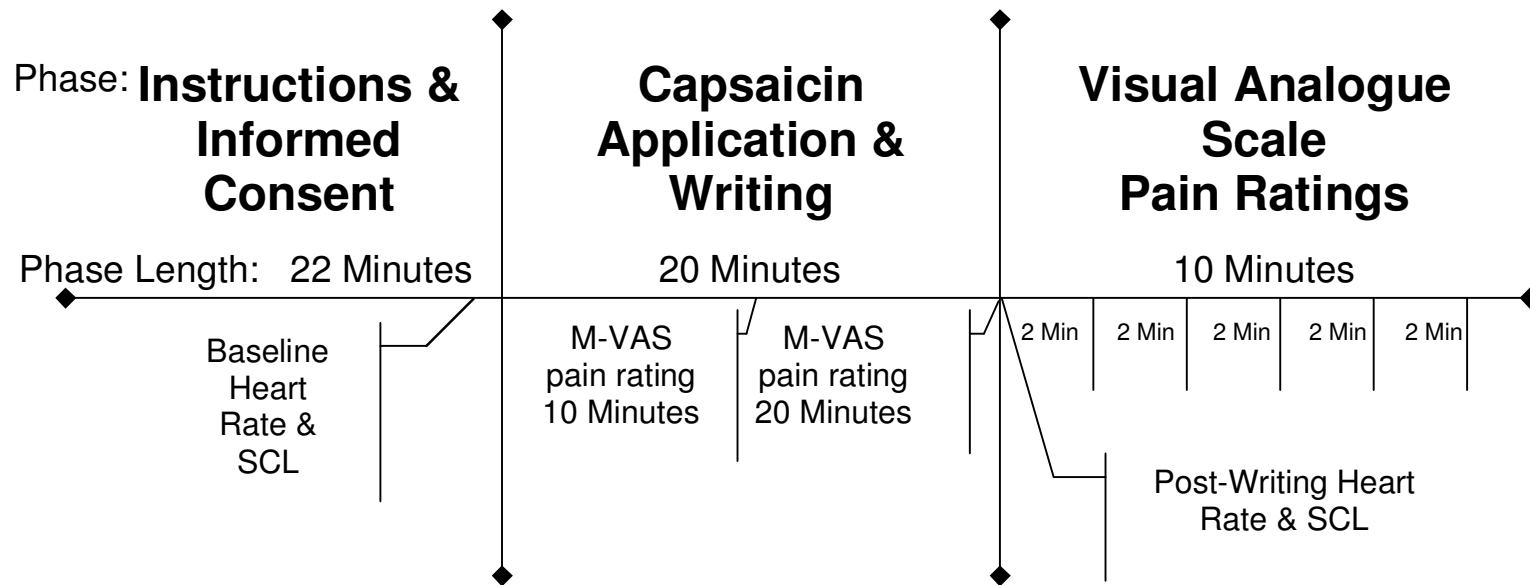 Phase: Instructions &
Informed
Consent
Capsaicin
Application &
Writing
Visual Analogue
Scale
Pain Ratings
Phase Length: 22 Minutes
20 Minutes
10 Minutes
Baseline
Heart
Rate &
SCL
M-VAS
pain rating
10 Minutes
M-VAS
pain rating
20 Minutes
2 Min
2 Min
2 Min
2 Min
2 Min
Post-Writing Heart
Rate & SCL